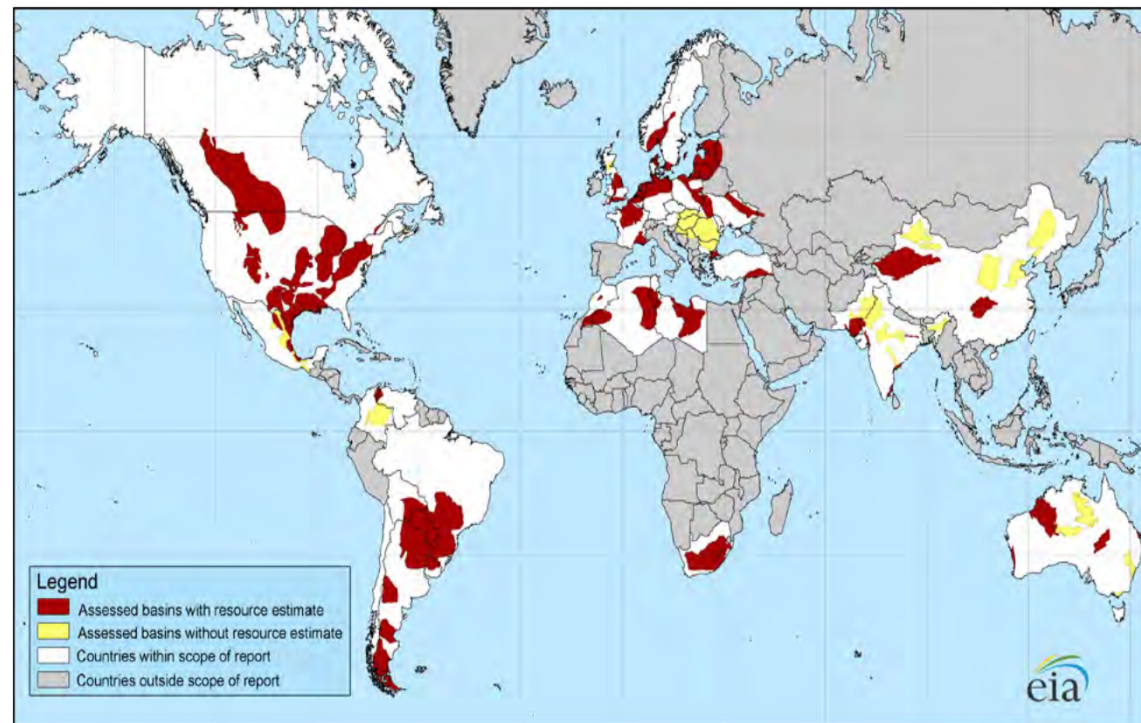 Legend
Assessed basins with resource estimate
Assessed basins without resource estimate
Countries within scope of report
Countries outside scope of report
eia